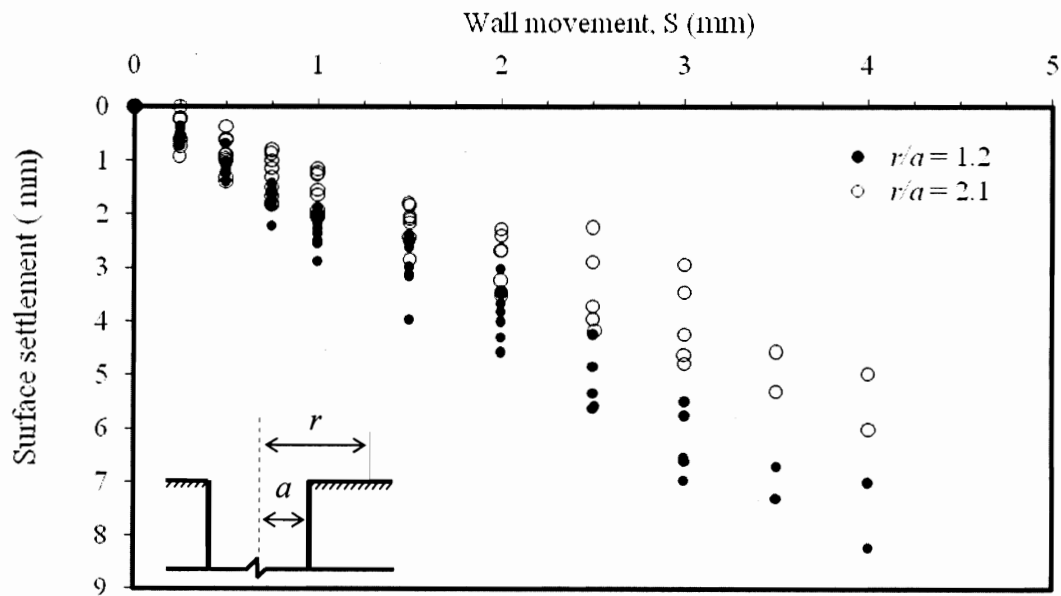 Wall movement, S (mm)
0 1 2 3 4 5
Surface settlement ( mm)
0
1
2
3
4
5
6
7
8
9
r/a = 1.2
r/a = 2.1
r
a